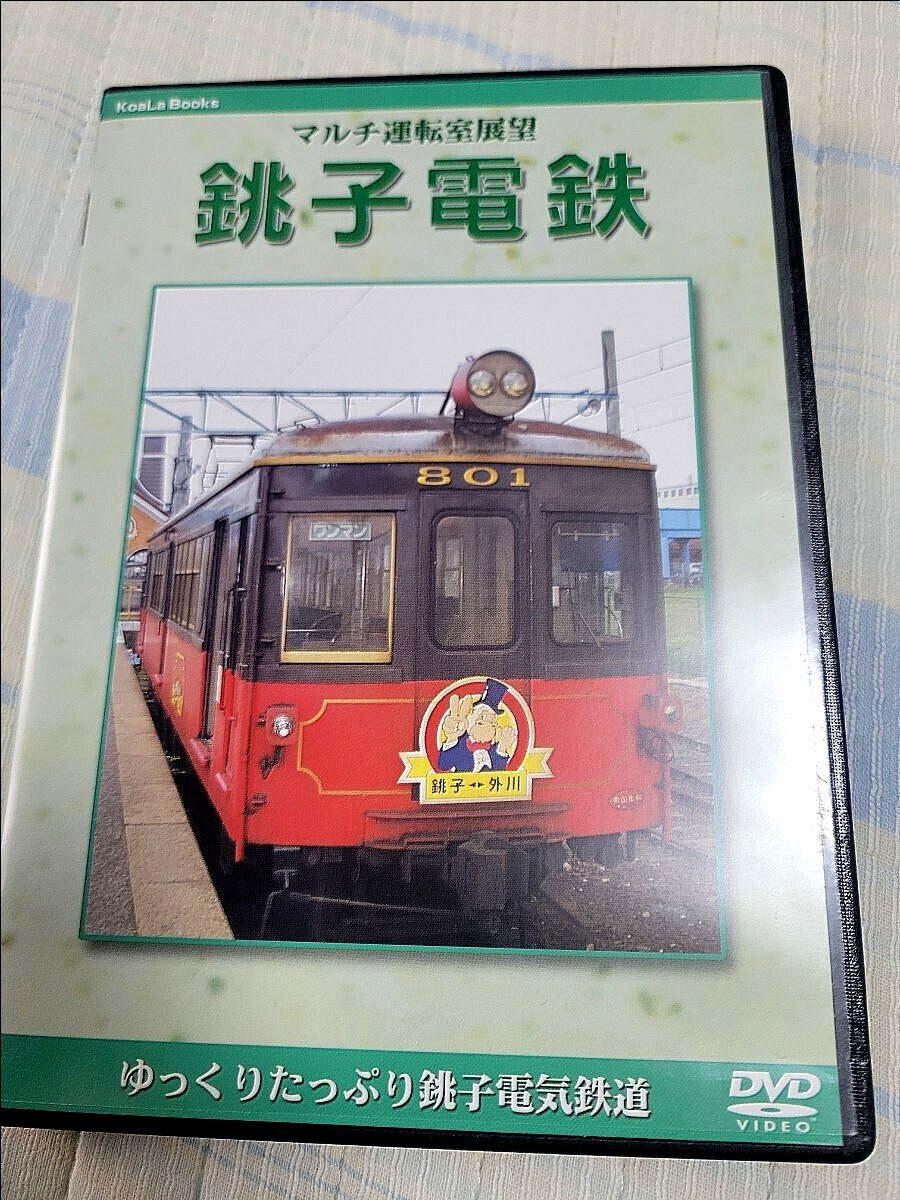 KoaLa Books
マルチ運転室展望
銚子電鉄
801
ワンマン
銚子◂▸外川
ゆっくりたっぷり銚子電気鉄道
DVD
VIDEO